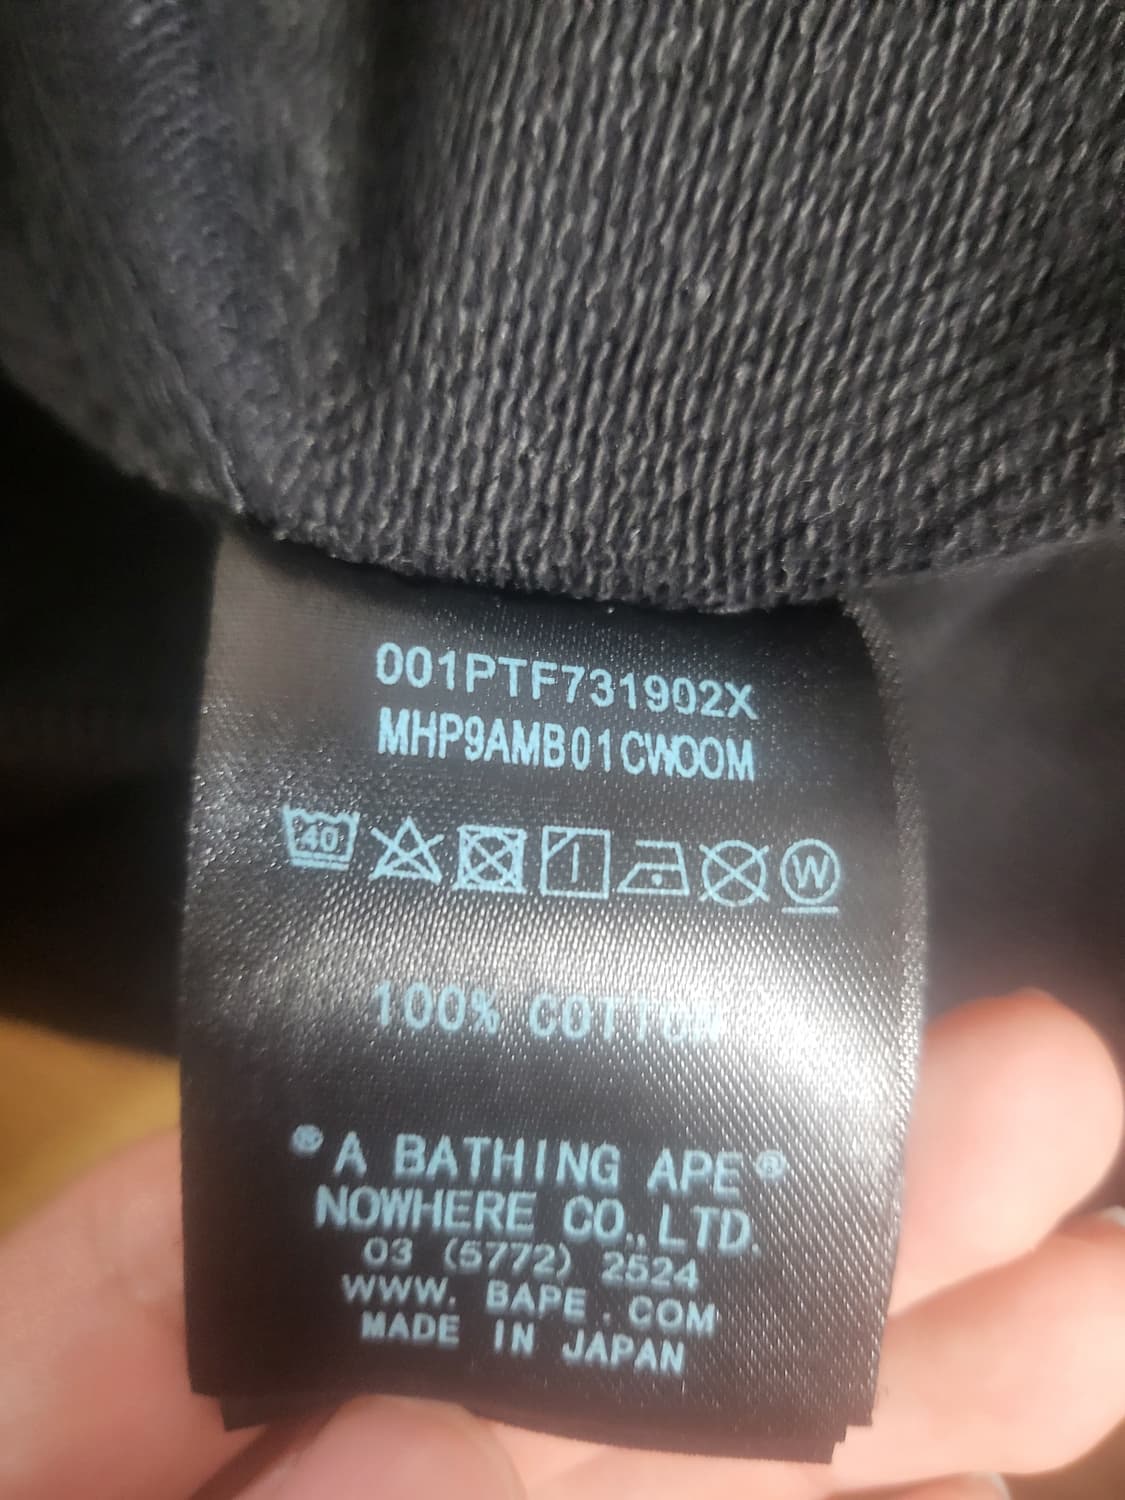 001PTF731902X
MHP9AMB01CWOOM
40 W
100% COTTON
® A BATHING APE ®
NOWHERE CO., LTD.
03 (5772) 2524
WWW. BAPE . COM
MADE IN JAPAN